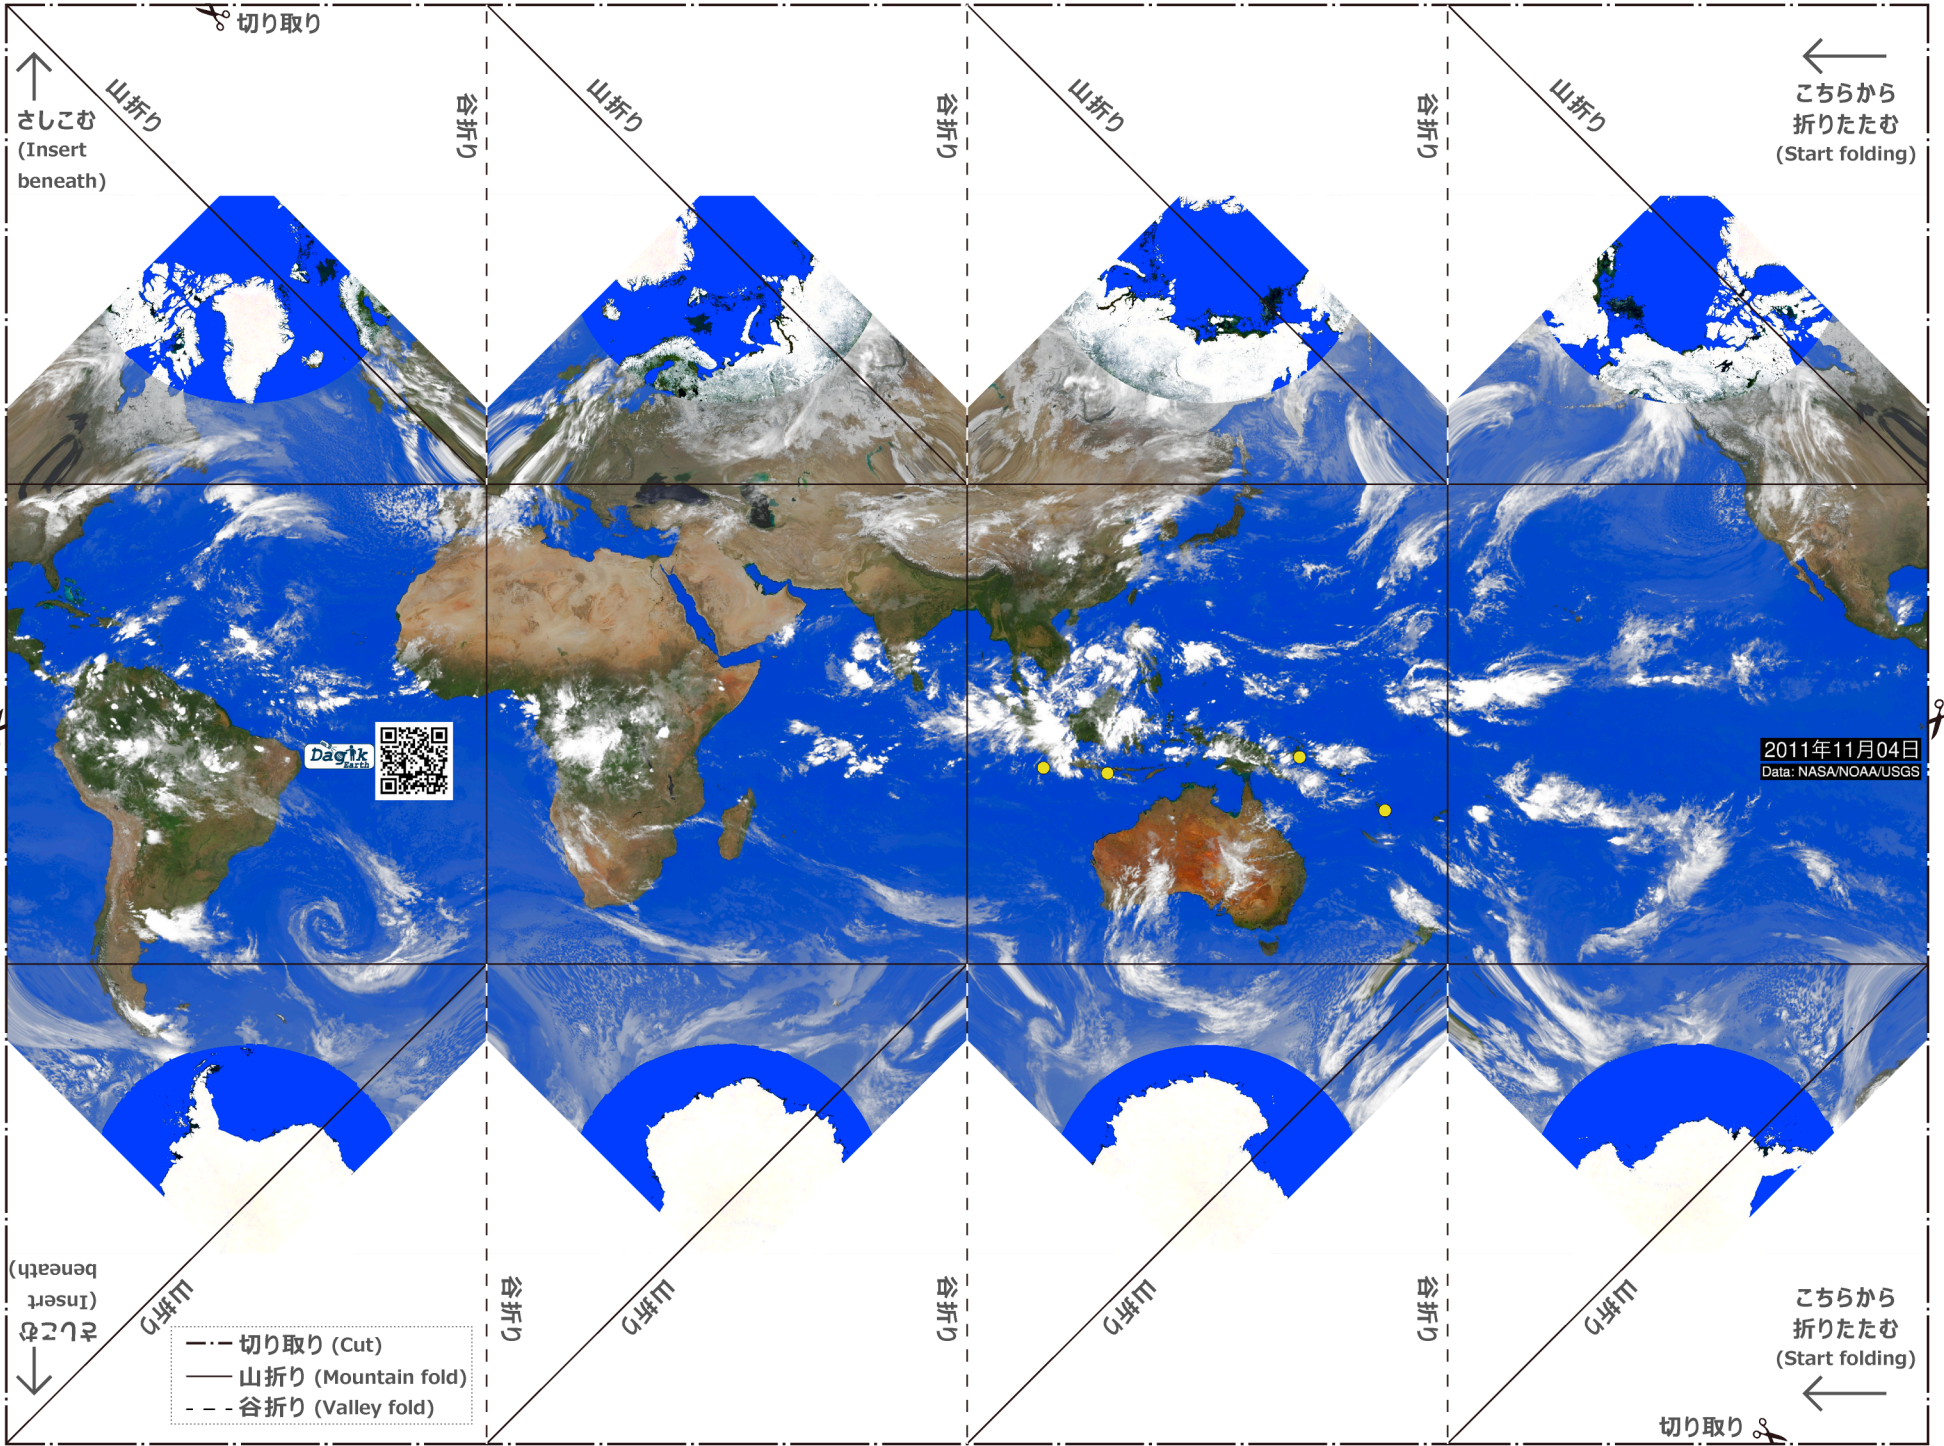 切り取り
山折り
谷折り
山折り
谷折り
山折り
谷折り
山折り
さしこむ
(Insert
beneath)
こちらから
折りたたむ
(Start folding)
Dagik
Earth
2011年11月04日
Data: NASA/NOAA/USGS
さしこむ
(Insert
beneath)
山折り
谷折り
山折り
谷折り
山折り
谷折り
山折り
切り取り (Cut)
山折り (Mountain fold)
谷折り (Valley fold)
こちらから
折りたたむ
(Start folding)
切り取り